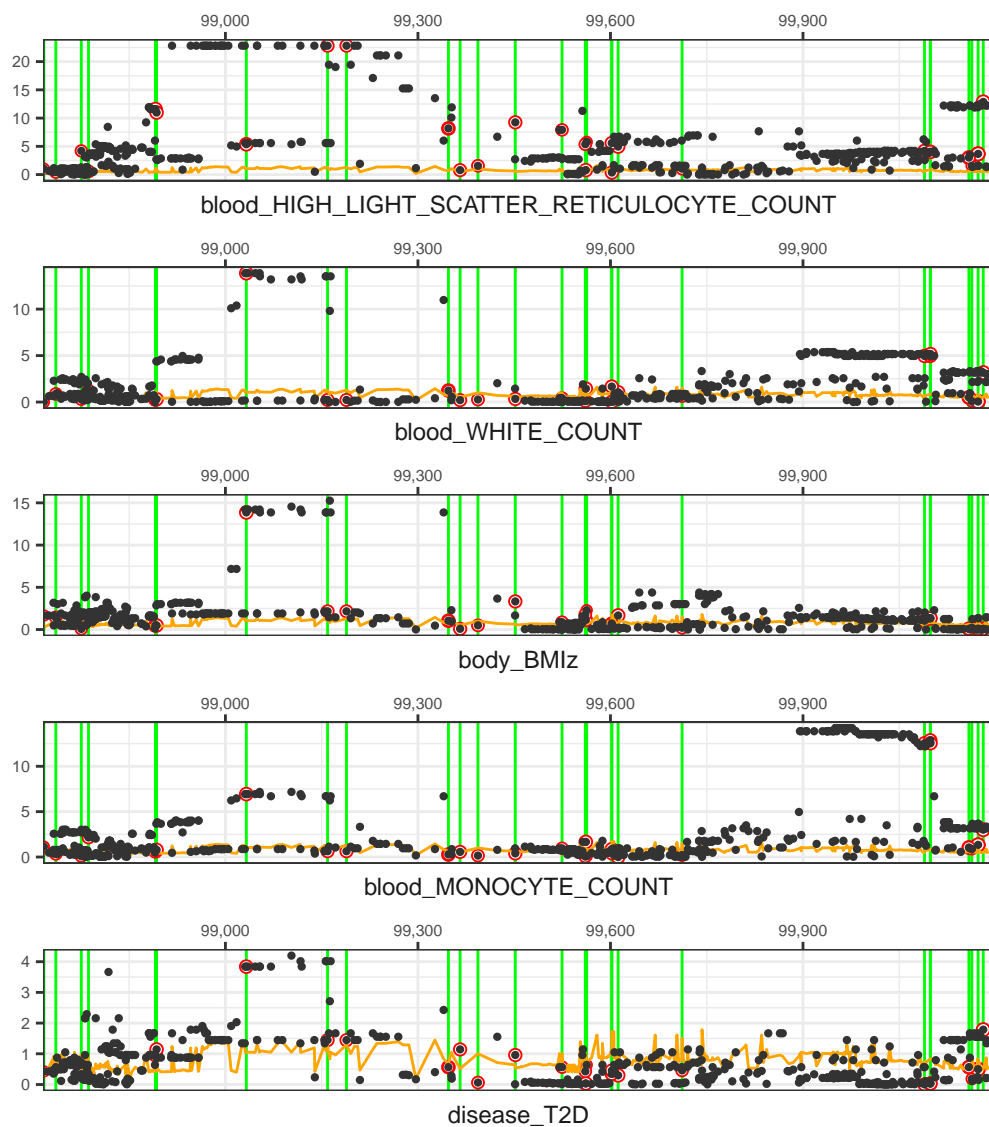 99,000 99,300 99,600 99,900
20
15
10
5
0
blood_HIGH_LIGHT_SCATTER_RETICULOCYTE_COUNT
99,000 99,300 99,600 99,900
10
5
0
blood_WHITE_COUNT
99,000 99,300 99,600 99,900
15
10
5
0
body_BMIz
99,000 99,300 99,600 99,900
10
5
0
blood_MONOCYTE_COUNT
99,000 99,300 99,600 99,900
4
3
2
1
0
disease_T2D